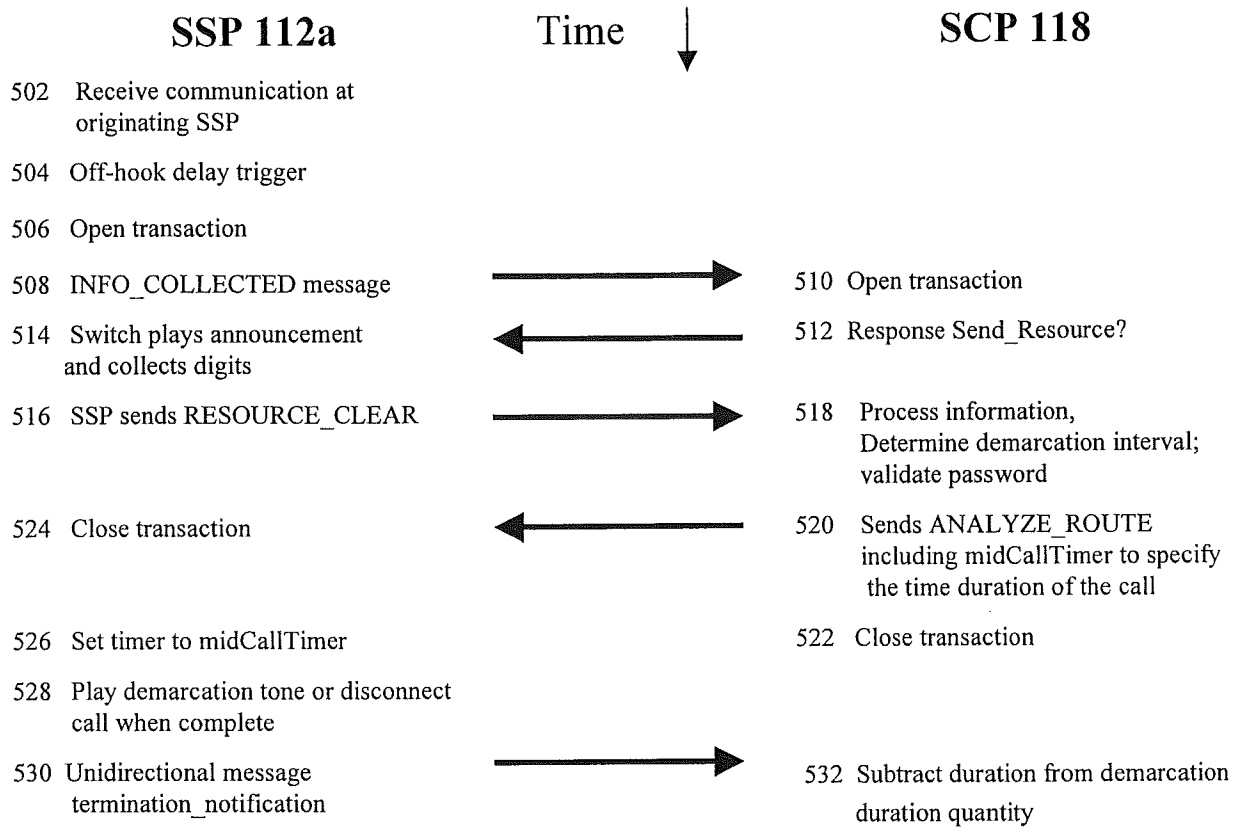 SSP 112a
Time
SCP 118
502 Receive communication at
originating SSP
504 Off-hook delay trigger
506 Open transaction
508 INFO_COLLECTED message
510 Open transaction
514 Switch plays announcement
and collects digits
512 Response Send_Resource?
516 SSP sends RESOURCE_CLEAR
518 Process information,
Determine demarcation interval;
validate password
524 Close transaction
520 Sends ANALYZE_ROUTE
including midCallTimer to specify
the time duration of the call
526 Set timer to midCallTimer
522 Close transaction
528 Play demarcation tone or disconnect
call when complete
530 Unidirectional message
termination_notification
532 Subtract duration from demarcation
duration quantity